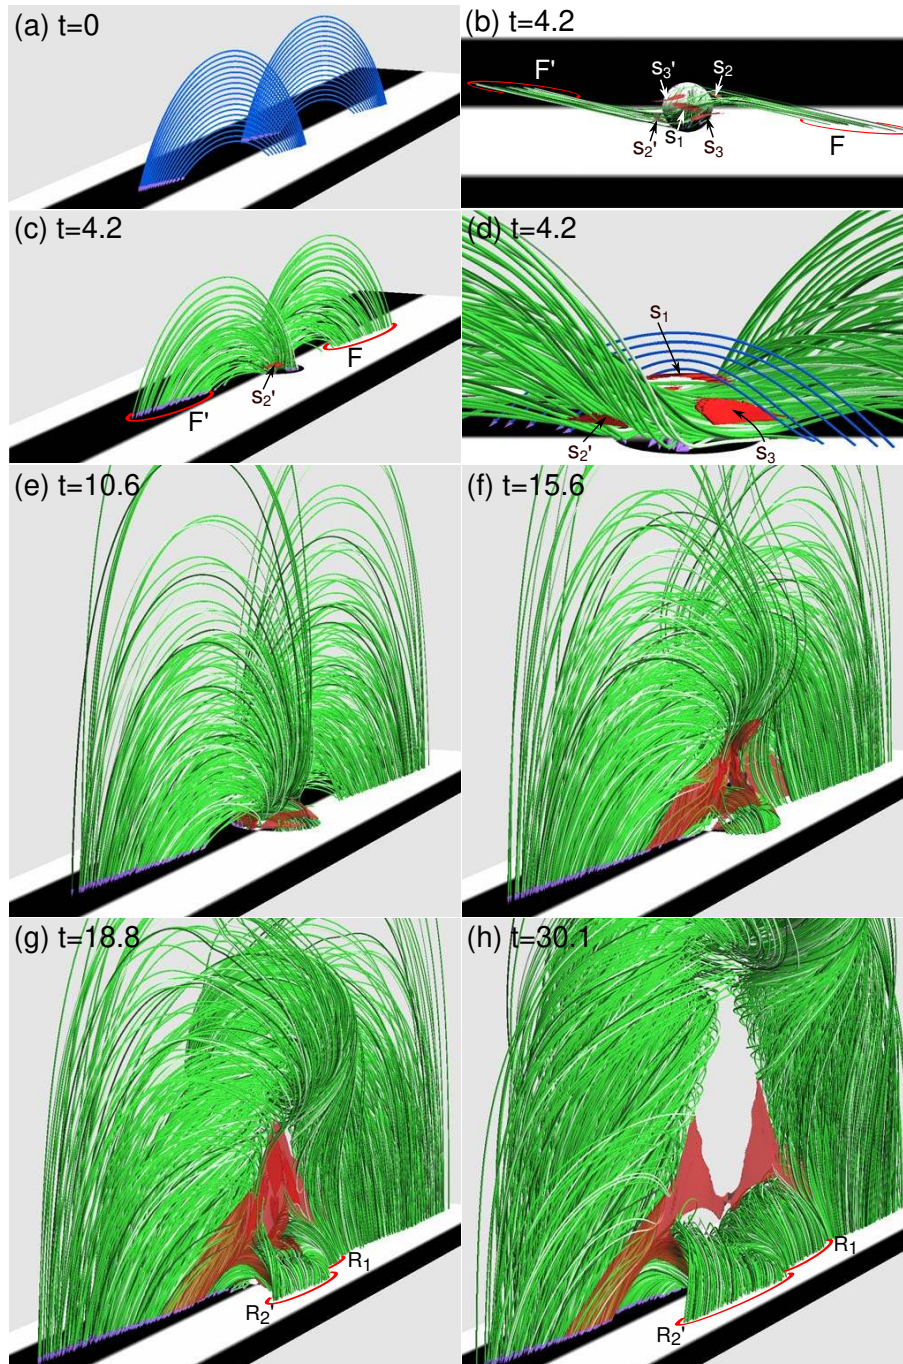 (a) t=0
(b) t=4.2
F'
s3'
s2
s2'
s1
s3
F
(c) t=4.2
F
s2'
F'
(d) t=4.2
s1
s2'
s3
(e) t=10.6
(f) t=15.6
(g) t=18.8
R1
R2'
(h) t=30.1
R1
R2'